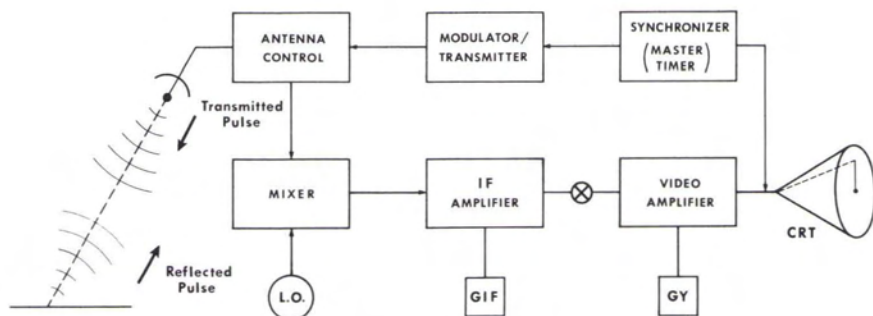 ANTENNA
CONTROL
MODULATOR/
TRANSMITTER
SYNCHRONIZER
(MASTER
TIMER)
Transmitted
Pulse
MIXER
IF
AMPLIFIER
VIDEO
AMPLIFIER
CRT
Reflected
Pulse
L.O.
GIF
GY